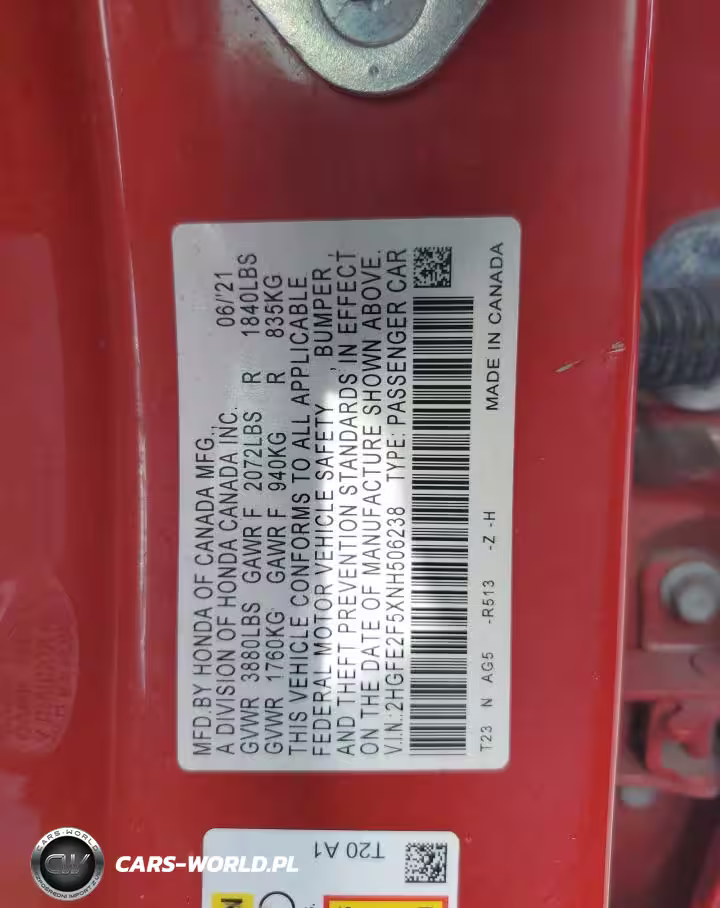 MFD.BY HONDA OF CANADA MFG.,
A DIVISION OF HONDA CANADA INC. 06/'21
GVWR 3880LBS GAWR F 2072LBS R 1840LBS
GVWR 1760KG GAWR F 940KG R 835KG
THIS VEHICLE CONFORMS TO ALL APPLICABLE
FEDERAL MOTOR VEHICLE SAFETY, BUMPER,
AND THEFT PREVENTION STANDARDS, IN EFFECT
ON THE DATE OF MANUFACTURE SHOWN ABOVE.
V.I.N.:2HGFE2F5XNH506238 TYPE: PASSENGER CAR
T23 N AG5 -R513 -Z -H MADE IN CANADA
T20 A1
CARS-WORLD
CW
CARS-WORLD.PL